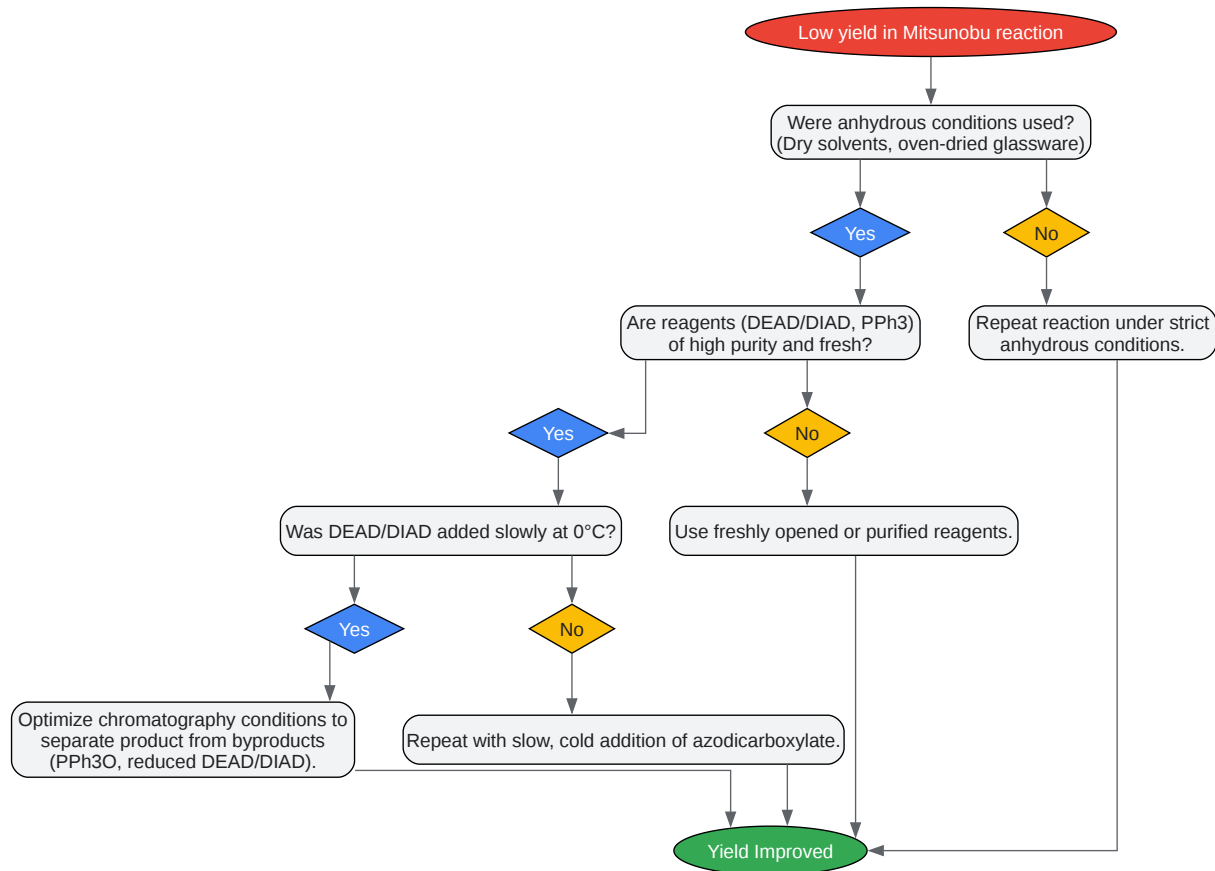 Low yield in Mitsunobu reaction
Were anhydrous conditions used?
(Dry solvents, oven-dried glassware)
Yes
No
Are reagents (DEAD/DIAD, PPh3)
of high purity and fresh?
Repeat reaction under strict
anhydrous conditions.
Yes
No
Was DEAD/DIAD added slowly at 0°C?
Use freshly opened or purified reagents.
Yes
No
Optimize chromatography conditions to
separate product from byproducts
(PPh3O, reduced DEAD/DIAD).
Repeat with slow, cold addition of azodicarboxylate.
Yield Improved